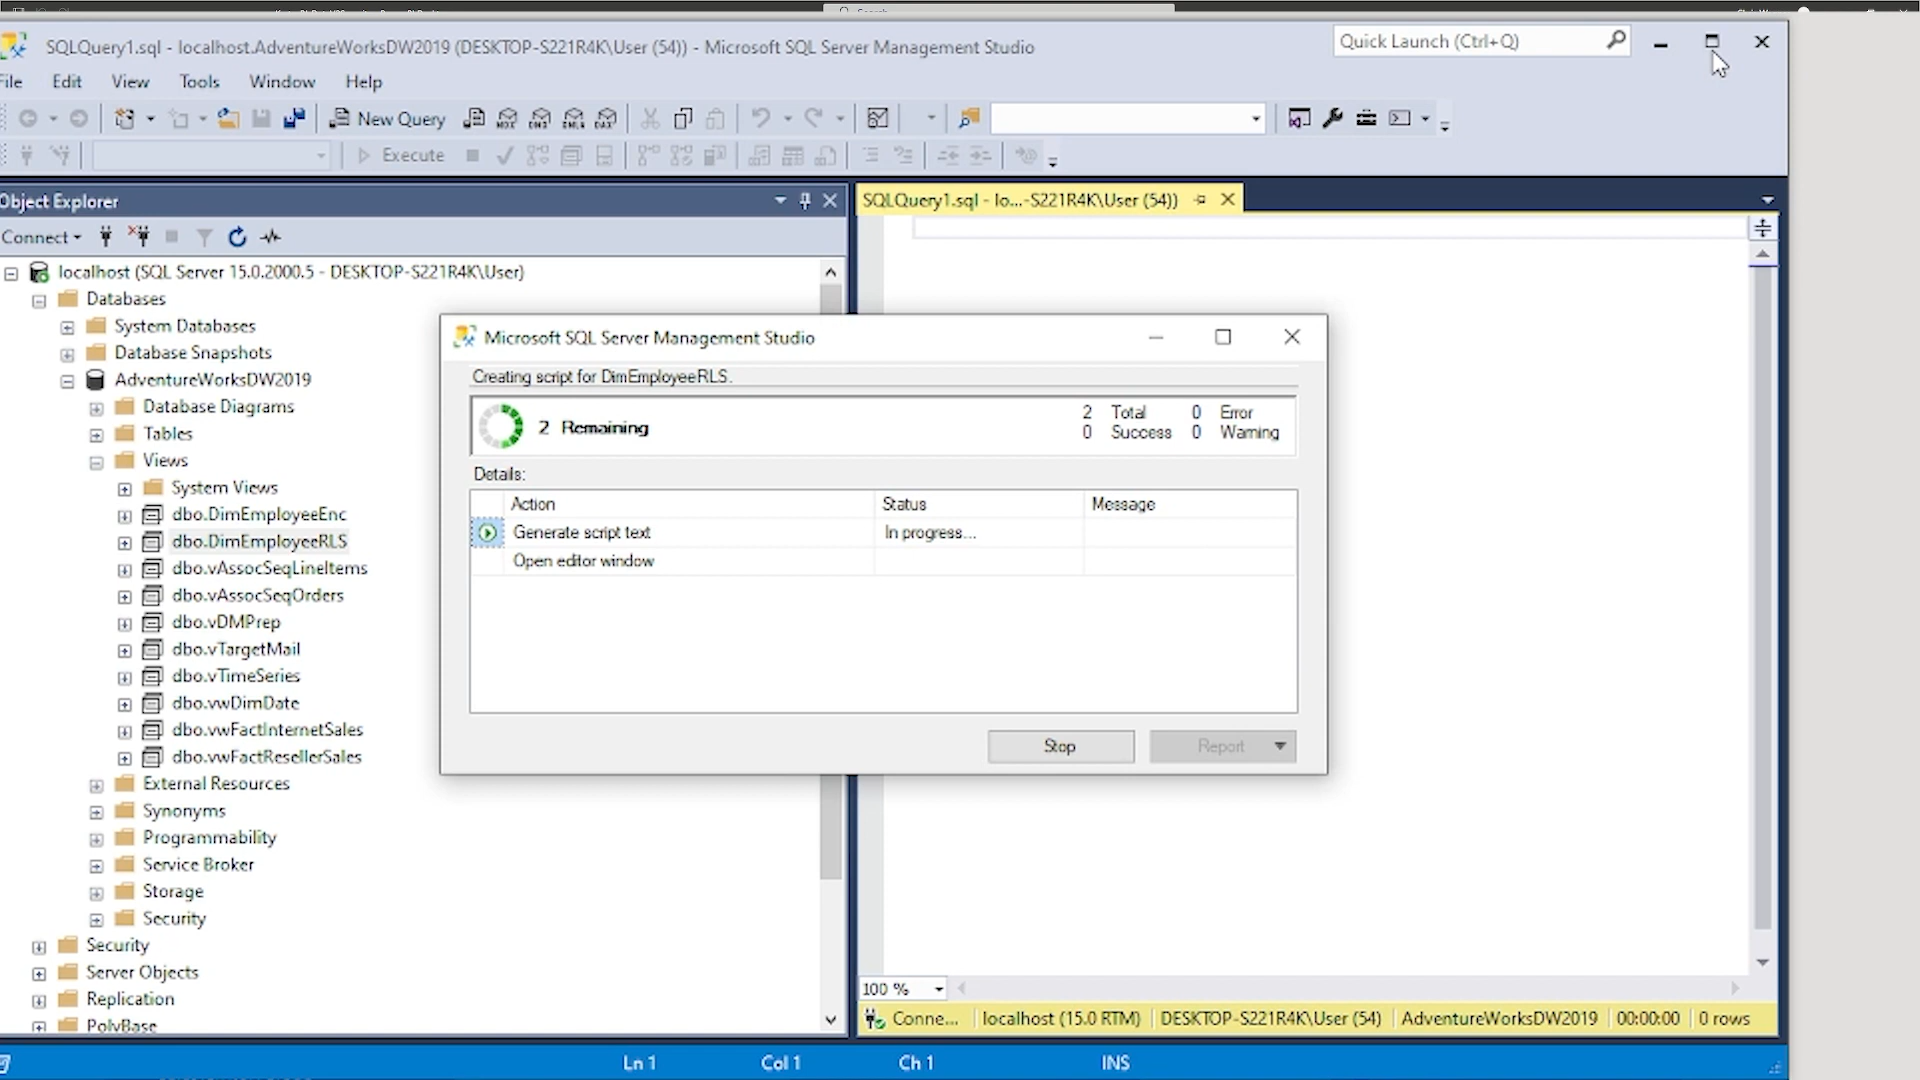 SQLQuery1.sql - localhost.AdventureWorksDW2019 (DESKTOP-S221R4K\User (54)) - Microsoft SQL Server Management Studio
Quick Launch (Ctrl+Q)
File Edit View Tools Window Help
New Query MDX DMX XMLA DAX
Execute
Object Explorer
SQLQuery1.sql - lo...-S221R4K\User (54))
Connect
localhost (SQL Server 15.0.2000.5 - DESKTOP-S221R4K\User)
Databases
System Databases
Database Snapshots
AdventureWorksDW2019
Database Diagrams
Tables
Views
System Views
dbo.DimEmployeeEnc
dbo.DimEmployeeRLS
dbo.vAssocSeqLineItems
dbo.vAssocSeqOrders
dbo.vDMPrep
dbo.vTargetMail
dbo.vTimeSeries
dbo.vwDimDate
dbo.vwFactInternetSales
dbo.vwFactResellerSales
External Resources
Synonyms
Programmability
Service Broker
Storage
Security
Security
Server Objects
Replication
PolyBase
Microsoft SQL Server Management Studio
Creating script for DimEmployeeRLS.
2 Remaining
2 Total 0 Error
0 Success 0 Warning
Details:
Action Status Message
Generate script text In progress...
Open editor window
Stop Report
100 %
Conne... localhost (15.0 RTM) DESKTOP-S221R4K\User (54) AdventureWorksDW2019 00:00:00 0 rows
Ln 1 Col 1 Ch 1 INS